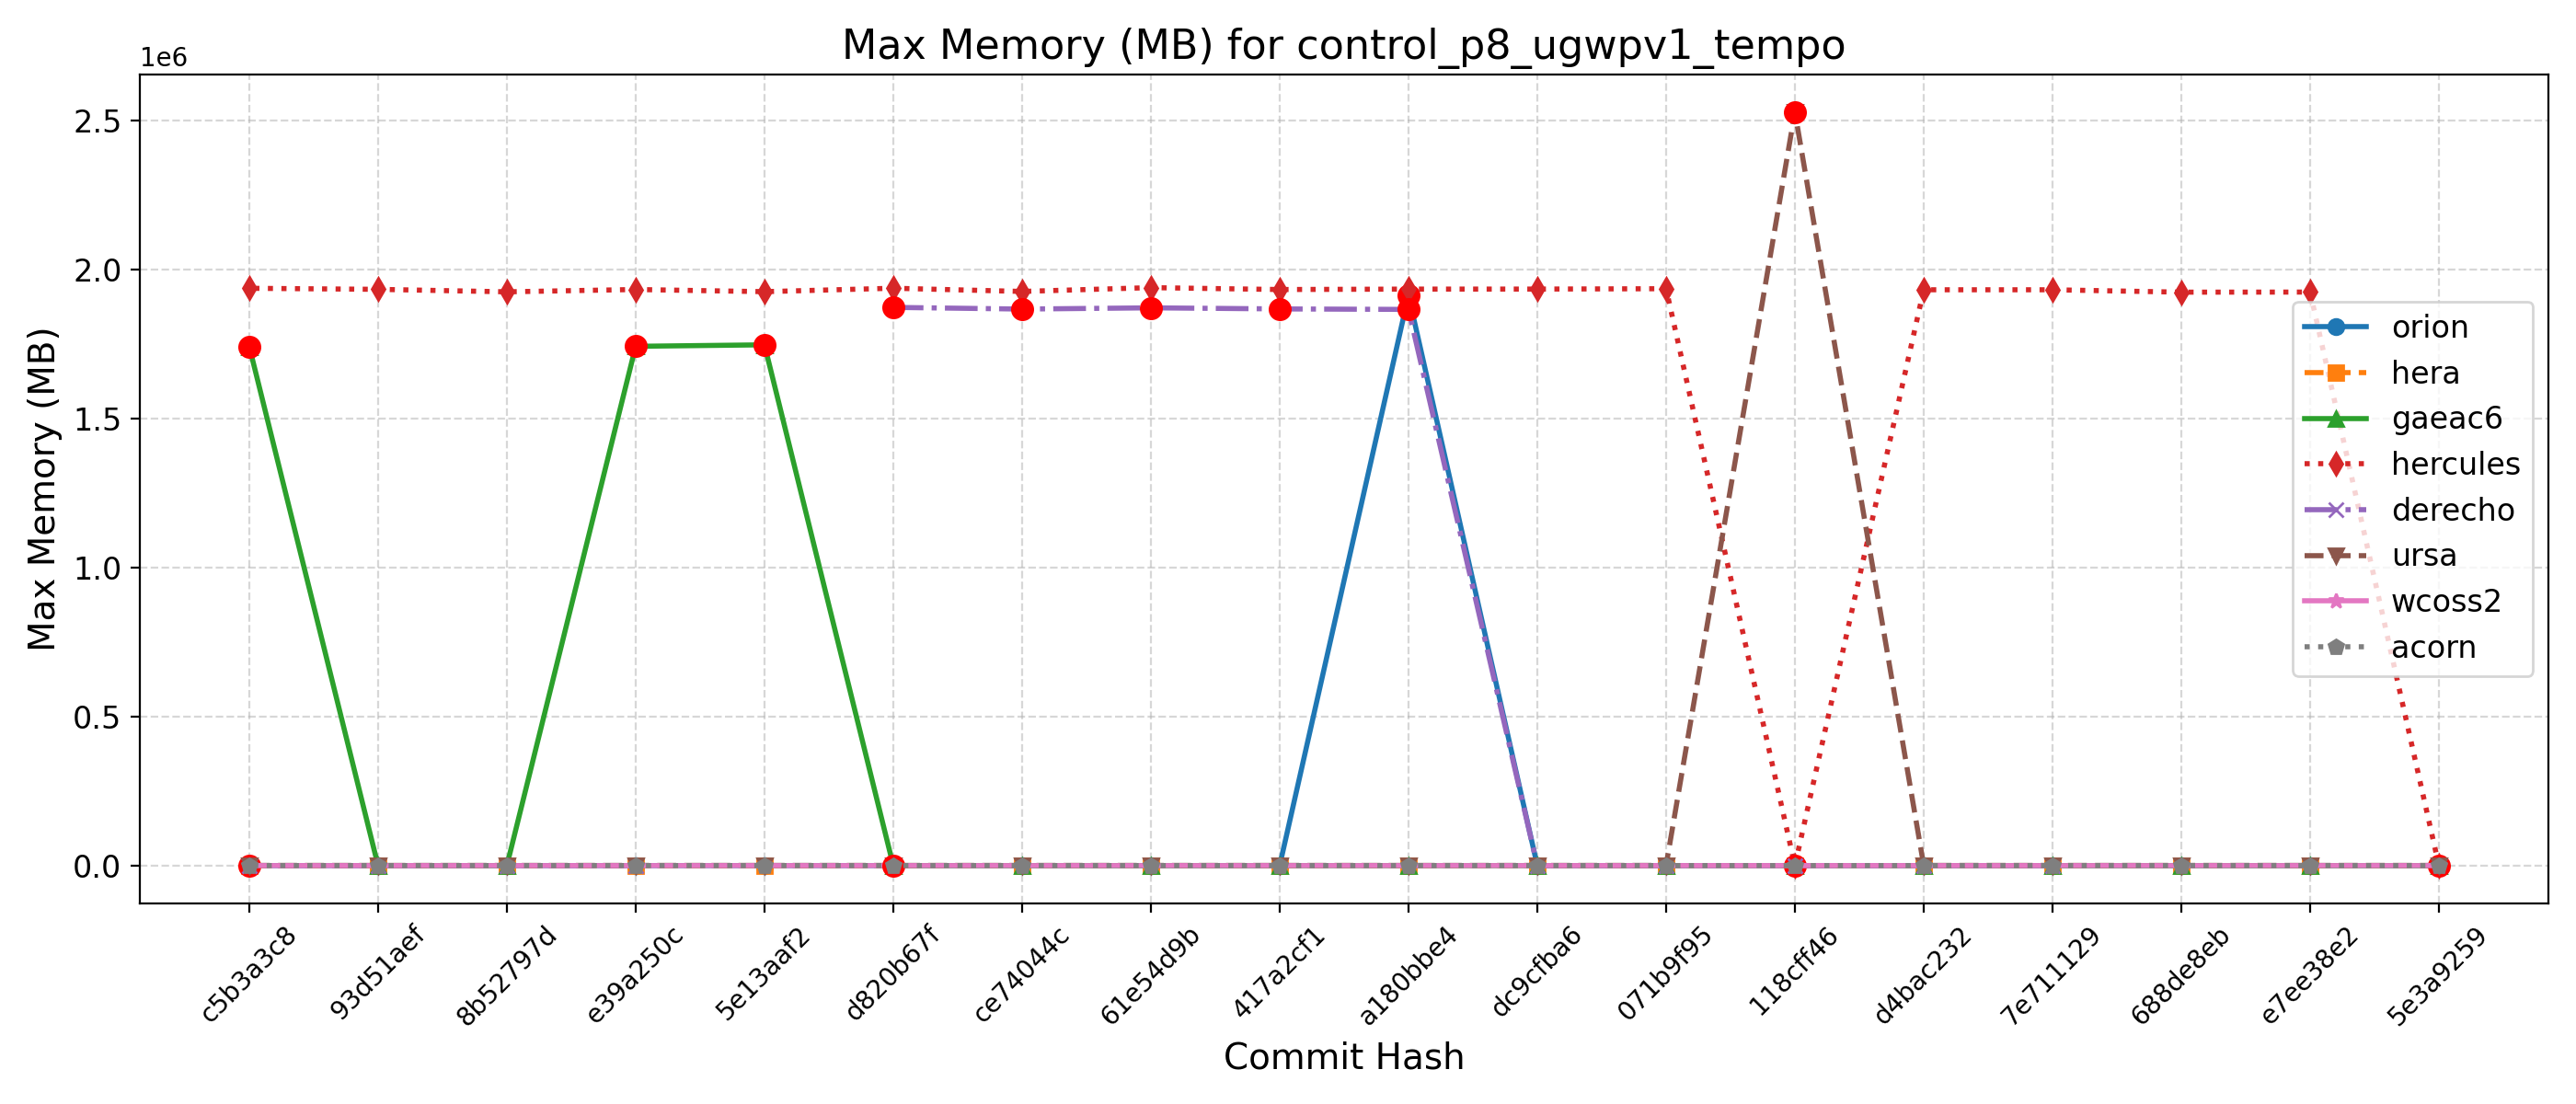 Max Memory (MB) for control_p8_ugwpv1_tempo
1e6
2.5
2.0
1.5
1.0
0.5
0.0
Max Memory (MB)
orion
hera
gaeac6
hercules
derecho
ursa
wcoss2
acorn
c5b3a3c8
93d51aef
8b52797d
e39a250c
5e13aaf2
d820b67f
ce74044c
61e54d9b
417a2cf1
a180bbe4
dc9cfba6
071b9f95
118cff46
d4bac232
7e711129
688de8eb
e7ee38e2
5e3a9259
Commit Hash